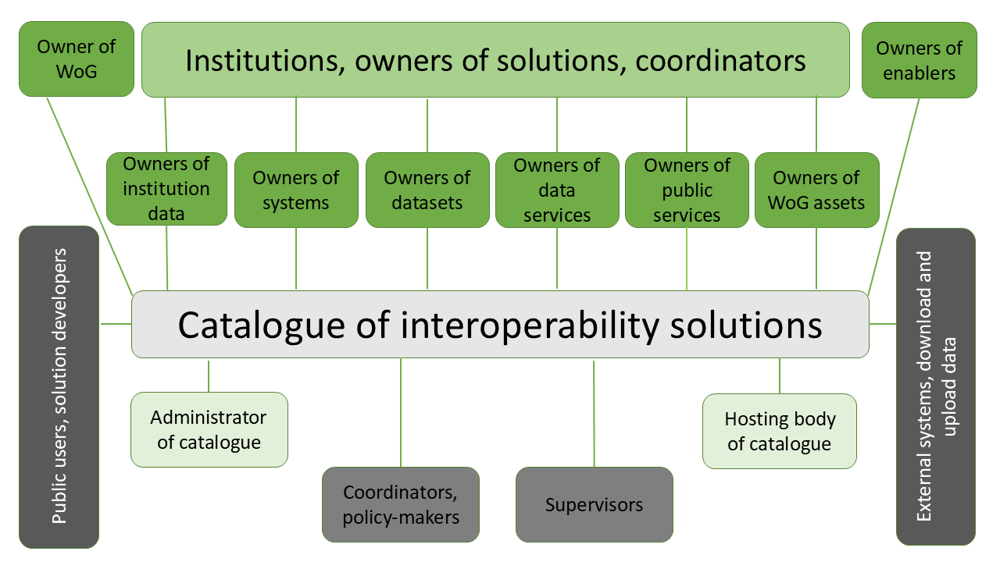 Owner of
WoG
Institutions, owners of solutions, coordinators
Owners of
enablers
Owners of
institution
data
Owners of
systems
Owners of
datasets
Owners of
data
services
Owners of
public
services
Owners of
WoG assets
Public users, solution developers
Catalogue of interoperability solutions
External systems, download and
upload data
Administrator
of catalogue
Hosting body
of catalogue
Coordinators,
policy-makers
Supervisors